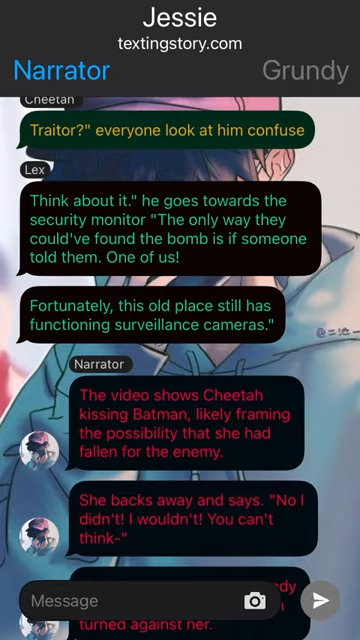 Jessie
textingstory.com
Narrator Grundy
Cheetah
Traitor?" everyone look at him confuse
Lex
Think about it." he goes towards the
security monitor "The only way they
could've found the bomb is if someone
told them. One of us!
Fortunately, this old place still has
functioning surveillance cameras."
Narrator
The video shows Cheetah
kissing Batman, likely framing
the possibility that she had
fallen for the enemy.
She backs away and says. "No I
didn't! I wouldn't! You can't
think-"
Message
turned against her.